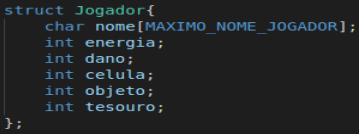 struct Jogador{
    char nome[MAXIMO_NOME_JOGADOR];
    int energia;
    int dano;
    int celula;
    int objeto;
    int tesouro;
};